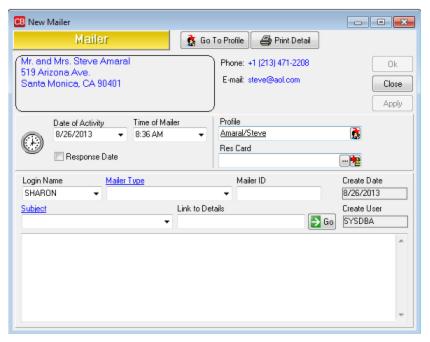 CB New Mailer
Mailer
Go To Profile
Print Detail
Mr. and Mrs. Steve Amaral
519 Arizona Ave.
Santa Monica, CA 90401
Phone: +1 (213) 471-2208
E-mail: steve@aol.com
Ok
Close
Apply
Date of Activity
Time of Mailer
8/26/2013
8:36 AM
Response Date
Profile
Amaral/Steve
Res Card
...
Login Name
Mailer Type
Mailer ID
Create Date
SHARON
8/26/2013
Subject
Link to Details
Create User
Go
SYSDBA